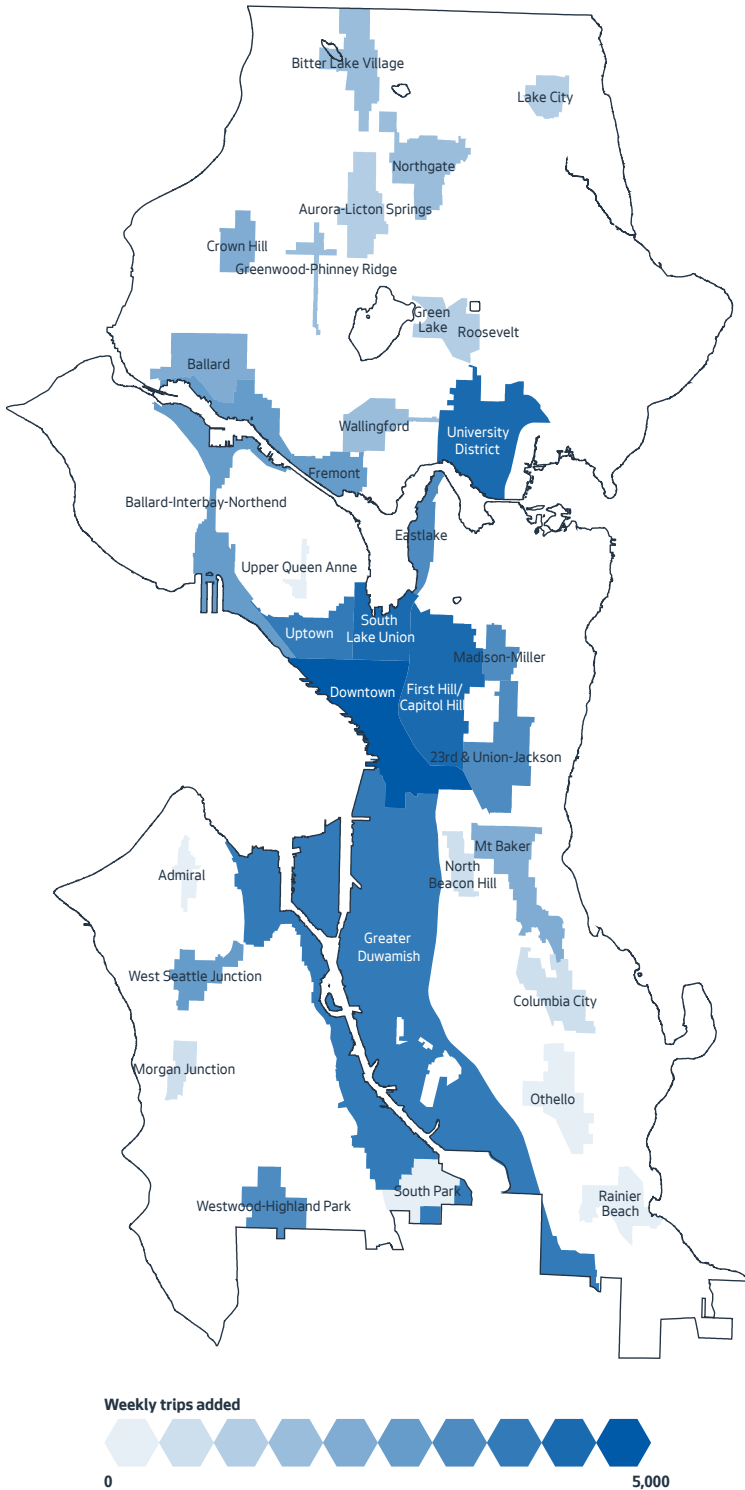 Bitter Lake Village
Lake City
Northgate
Aurora-Licton Springs
Crown Hill
Greenwood-Phinney Ridge
Green
Lake
Roosevelt
Ballard
Wallingford
University
District
Fremont
Ballard-Interbay-Northend
Eastlake
Upper Queen Anne
Uptown
South
Lake Union
Madison-Miller
Downtown
First Hill/
Capitol Hill
23rd & Union-Jackson
Mt Baker
North
Beacon Hill
Admiral
Greater
Duwamish
West Seattle Junction
Columbia City
Morgan Junction
Othello
South Park
Westwood-Highland Park
Rainier
Beach
Weekly trips added
0
5,000